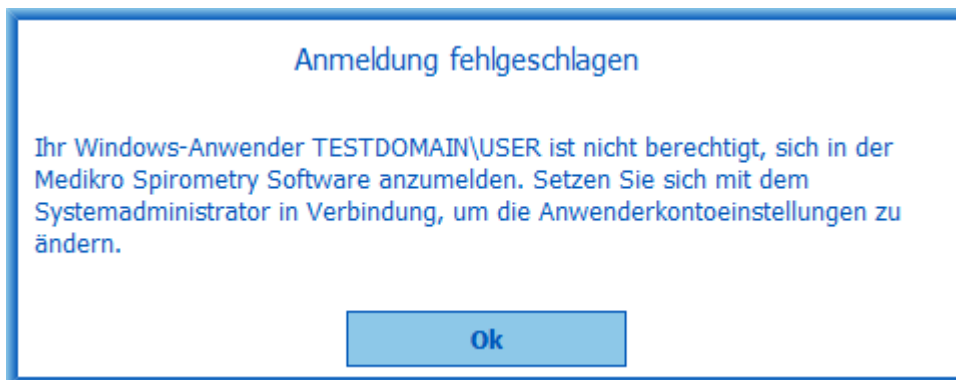 Anmeldung fehlgeschlagen
Ihr Windows-Anwender TESTDOMAIN\USER ist nicht berechtigt, sich in der
Medikro Spirometry Software anzumelden. Setzen Sie sich mit dem
Systemadministrator in Verbindung, um die Anwenderkontoeinstellungen zu
ändern.
Ok